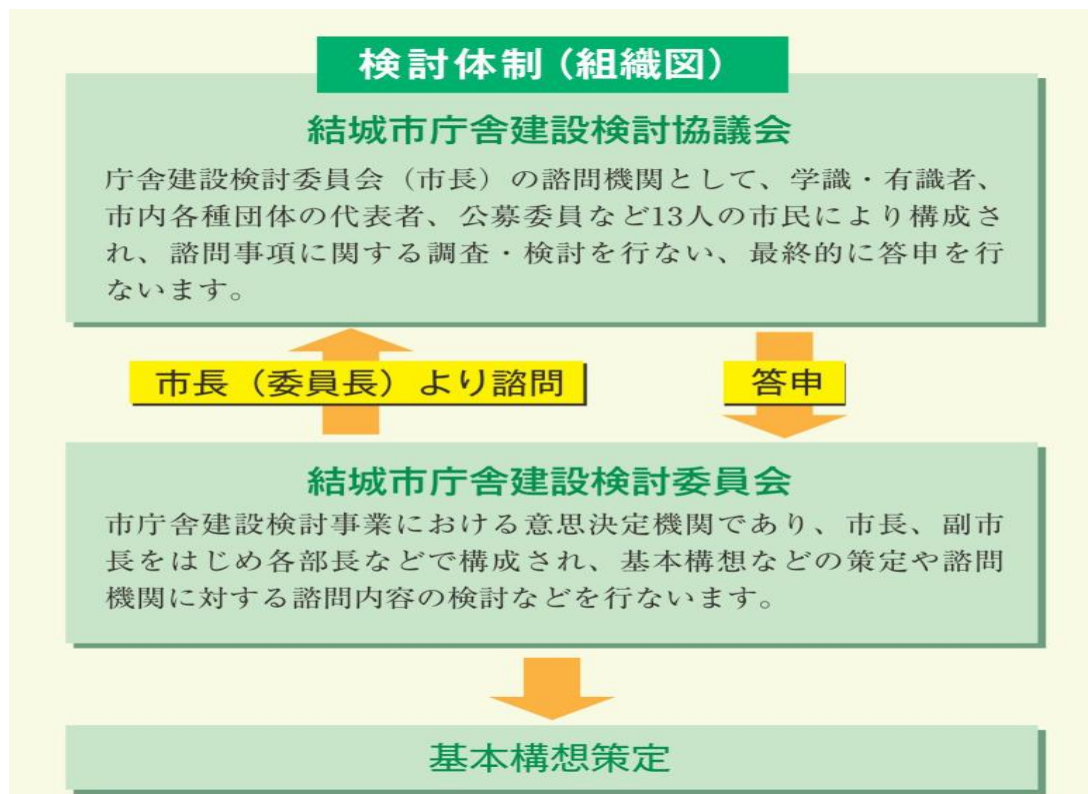 検討体制（組織図）
結城市庁舎建設検討協議会
庁舎建設検討委員会（市長）の諮問機関として、学識・有識者、
市内各種団体の代表者、公募委員など13人の市民により構成さ
れ、諮問事項に関する調査・検討を行ない、最終的に答申を行
ないます。
市長（委員長）より諮問
答申
結城市庁舎建設検討委員会
市庁舎建設検討事業における意思決定機関であり、市長、副市
長をはじめ各部長などで構成され、基本構想などの策定や諮問
機関に対する諮問内容の検討などを行ないます。
基本構想策定